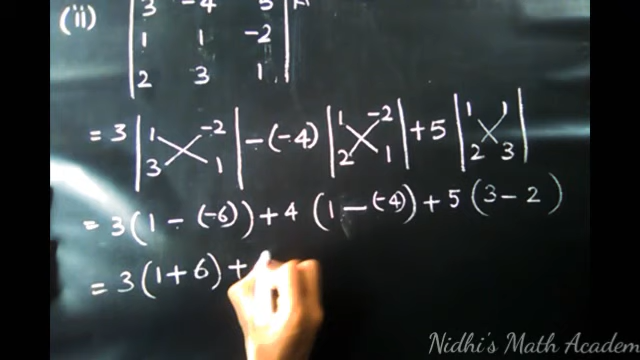 (ii) | 3 -4 5 |
| 1 1 -2 |
| 2 3 1 |
= 3 | 1 -2 | - (-4) | 1 -2 | + 5 | 1 1 |
| 3 1 | | 2 1 | | 2 3 |
= 3(1 - (-6)) + 4 (1 - (-4)) + 5 (3 - 2)
= 3(1 + 6) +
Nidhi's Math Academ